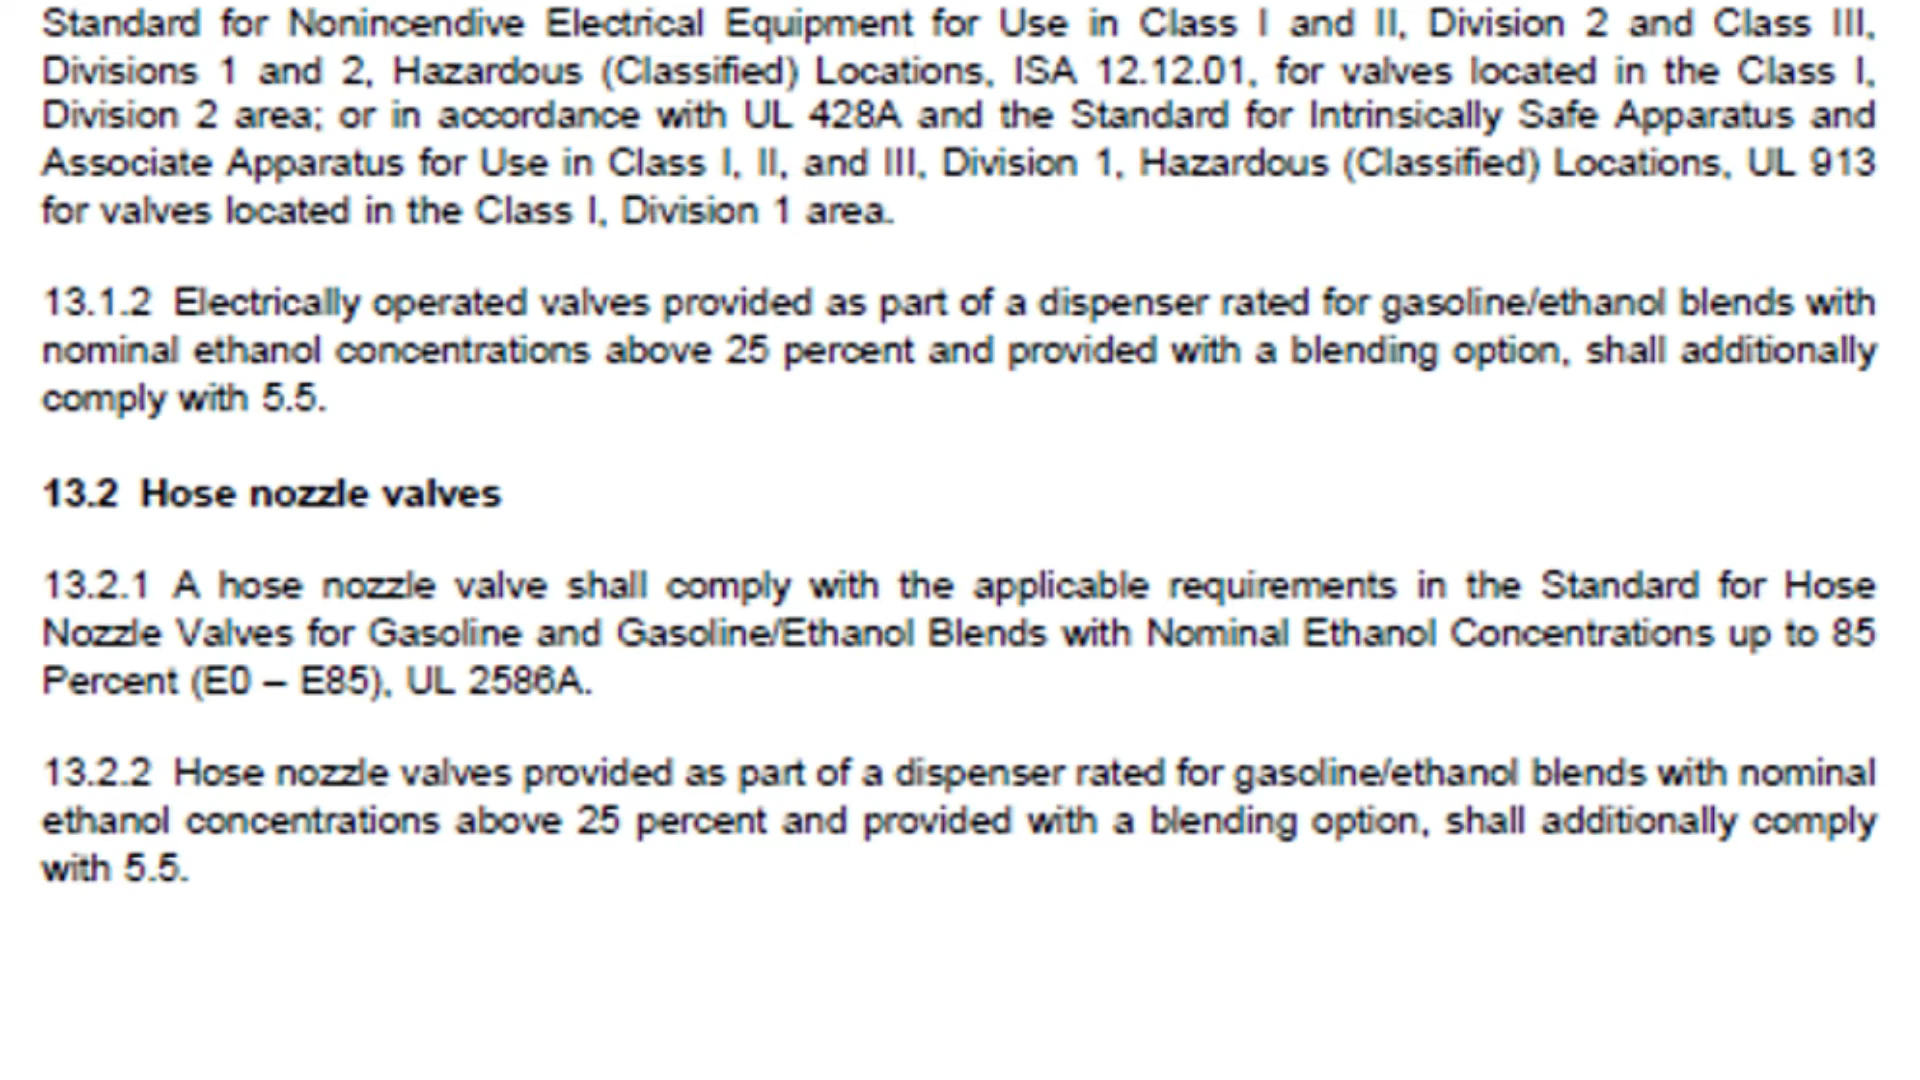 Standard for Nonincendive Electrical Equipment for Use in Class I and II, Division 2 and Class III,
Divisions 1 and 2, Hazardous (Classified) Locations, ISA 12.12.01, for valves located in the Class I,
Division 2 area; or in accordance with UL 428A and the Standard for Intrinsically Safe Apparatus and
Associate Apparatus for Use in Class I, II, and III, Division 1, Hazardous (Classified) Locations, UL 913
for valves located in the Class I, Division 1 area.
13.1.2 Electrically operated valves provided as part of a dispenser rated for gasoline/ethanol blends with
nominal ethanol concentrations above 25 percent and provided with a blending option, shall additionally
comply with 5.5.
13.2 Hose nozzle valves
13.2.1 A hose nozzle valve shall comply with the applicable requirements in the Standard for Hose
Nozzle Valves for Gasoline and Gasoline/Ethanol Blends with Nominal Ethanol Concentrations up to 85
Percent (E0 – E85), UL 2586A.
13.2.2 Hose nozzle valves provided as part of a dispenser rated for gasoline/ethanol blends with nominal
ethanol concentrations above 25 percent and provided with a blending option, shall additionally comply
with 5.5.